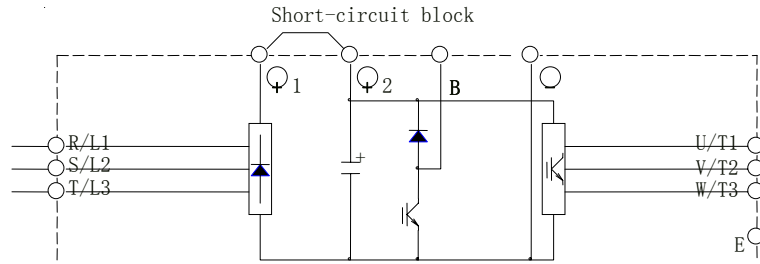 Short-circuit block
+ 1
+ 2
B
-
R/L1
S/L2
T/L3
+
U/T1
V/T2
W/T3
E